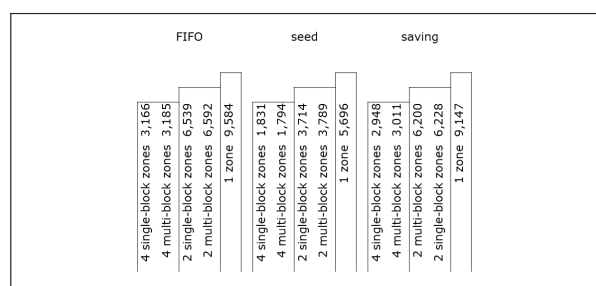 FIFO
seed
saving
4 single-block zones 3,166
4 multi-block zones 3,185
2 single-block zones 6,539
2 multi-block zones 6,592
1 zone 9,584
4 single-block zones 1,831
4 multi-block zones 1,794
2 single-block zones 3,714
2 multi-block zones 3,789
1 zone 5,696
4 single-block zones 2,948
4 multi-block zones 3,011
2 single-block zones 6,200
2 multi-block zones 6,228
1 zone 9,147